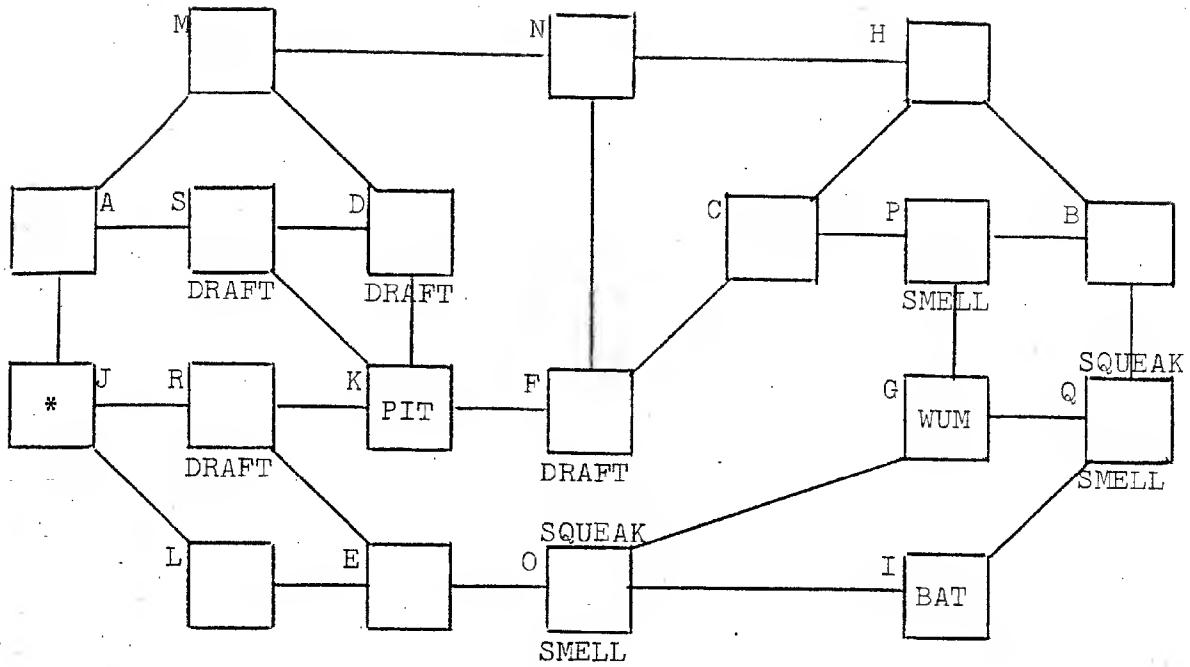 M N H
A S D C P B
DRAFT DRAFT SMELL
SQUEAK
J R K F G Q
* PIT WUM
DRAFT DRAFT SMELL
SQUEAK
L E O I
BAT
SMELL